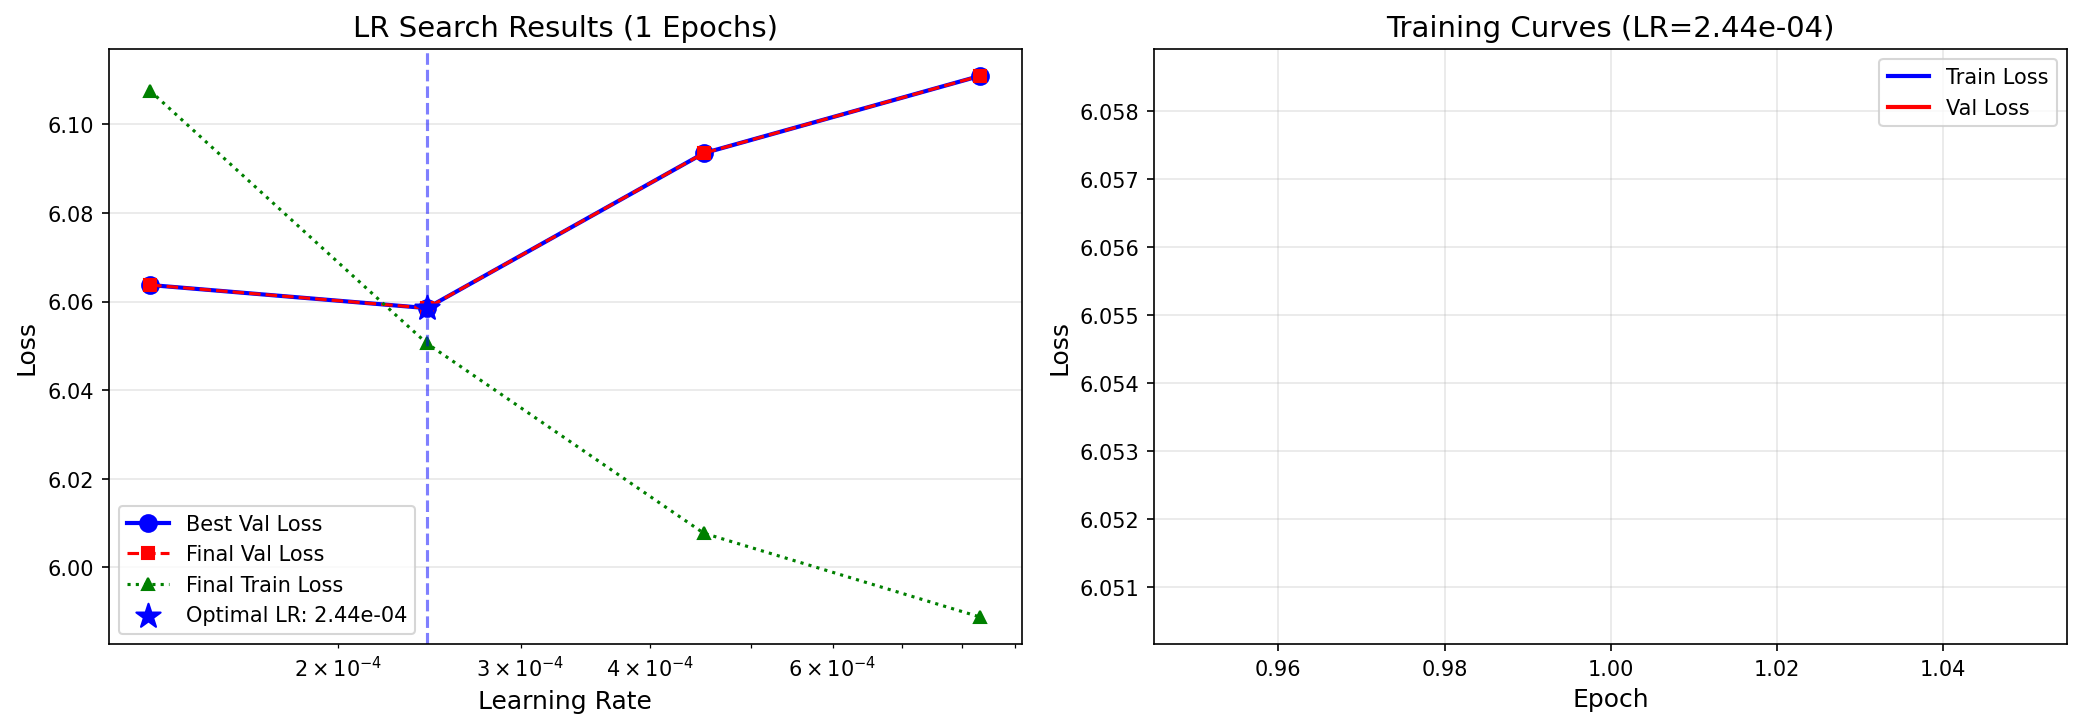 LR Search Results (1 Epochs)
Loss
6.10
6.08
6.06
6.04
6.02
6.00
Best Val Loss
Final Val Loss
Final Train Loss
Optimal LR: 2.44e-04
2 × 10⁻⁴
3 × 10⁻⁴
4 × 10⁻⁴
6 × 10⁻⁴
Learning Rate
Training Curves (LR=2.44e-04)
Loss
6.058
6.057
6.056
6.055
6.054
6.053
6.052
6.051
Train Loss
Val Loss
0.96
0.98
1.00
1.02
1.04
Epoch